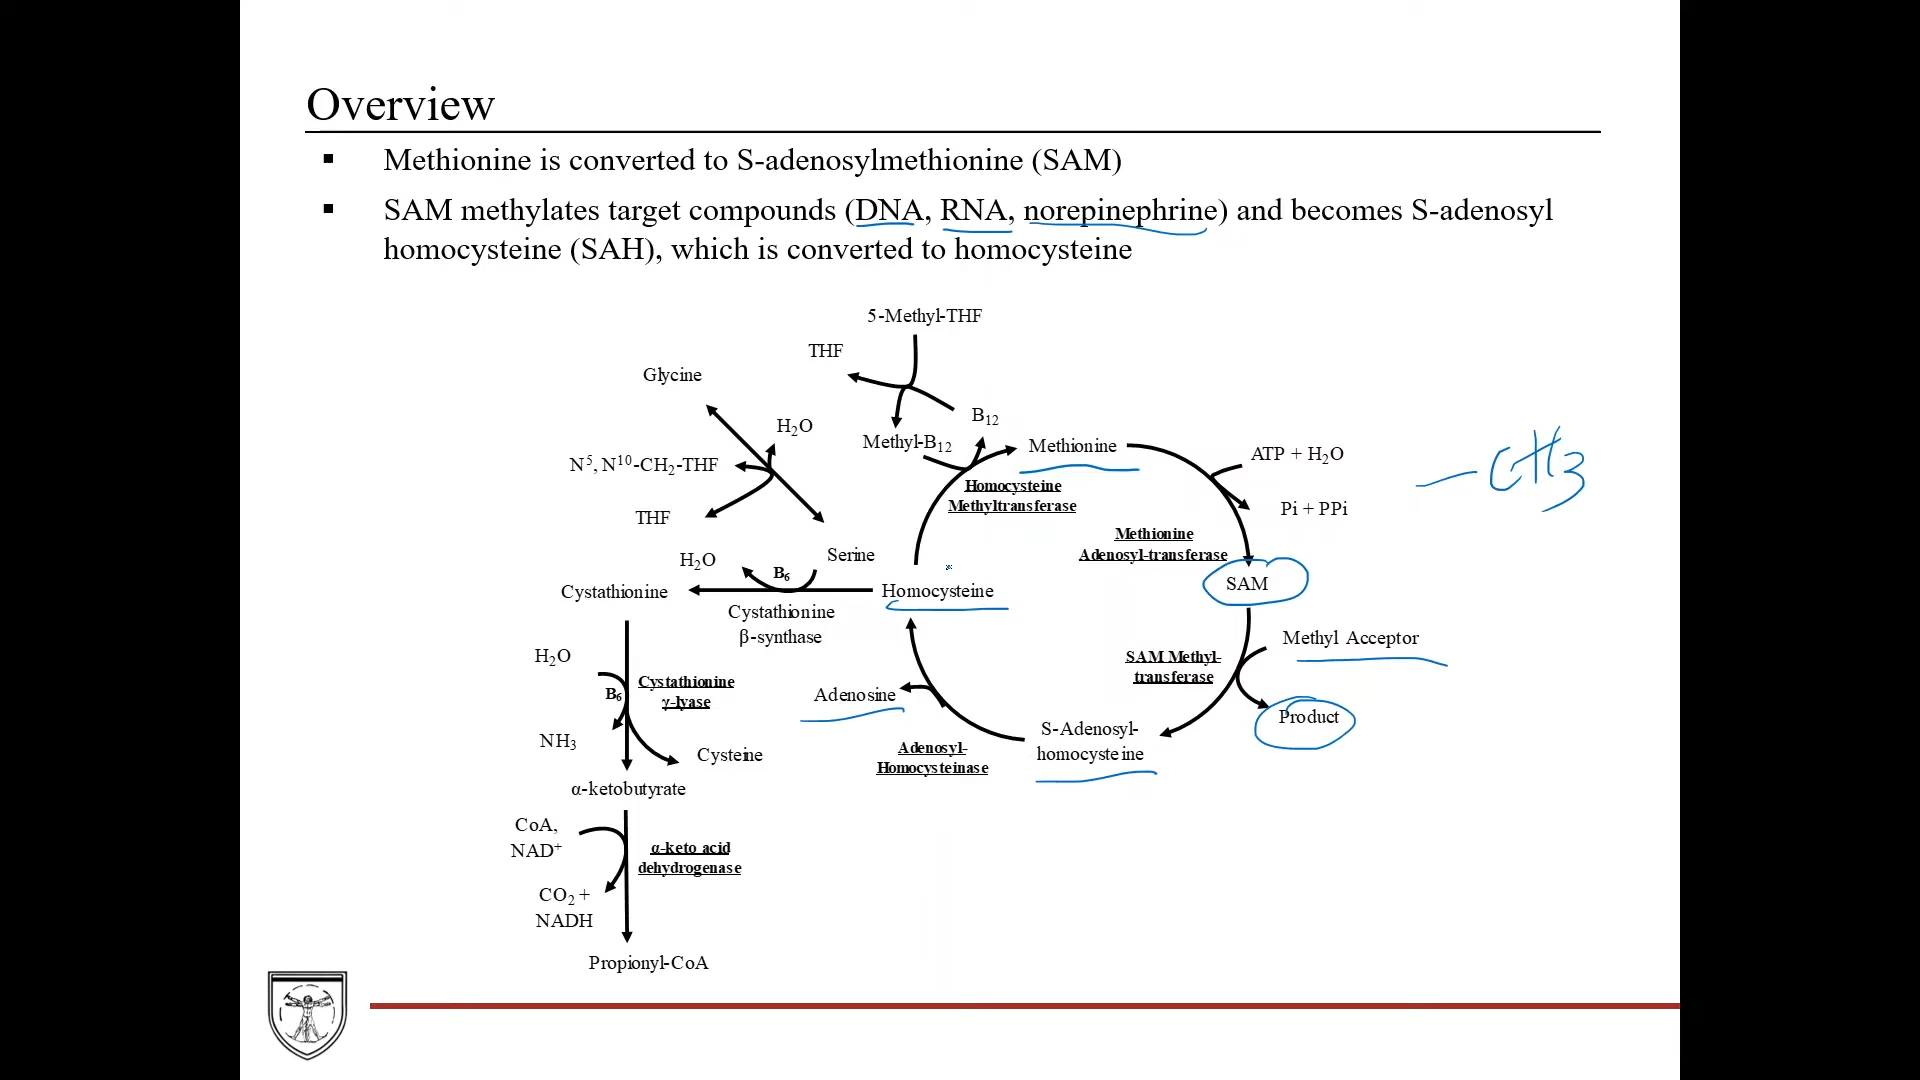 Overview
▪ Methionine is converted to S-adenosylmethionine (SAM)
▪ SAM methylates target compounds (DNA, RNA, norepinephrine) and becomes S-adenosyl
homocysteine (SAH), which is converted to homocysteine
5-Methyl-THF
THF
Glycine
B12
H2O
Methyl-B12
Methionine
ATP + H2O
CH3
N5, N10-CH2-THF
Homocysteine
Methyltransferase
Pi + PPi
THF
Methionine
Adenosyl-transferase
H2O
Serine
B6
SAM
Cystathionine
Homocysteine
Cystathionine
β-synthase
Methyl Acceptor
H2O
SAM Methyl-
transferase
B6
Cystathionine
γ-lyase
Adenosine
Product
NH3
Cysteine
S-Adenosyl-
homocysteine
Adenosyl-
Homocysteinase
α-ketobutyrate
CoA,
NAD+
α-keto acid
dehydrogenase
CO2 +
NADH
Propionyl-CoA